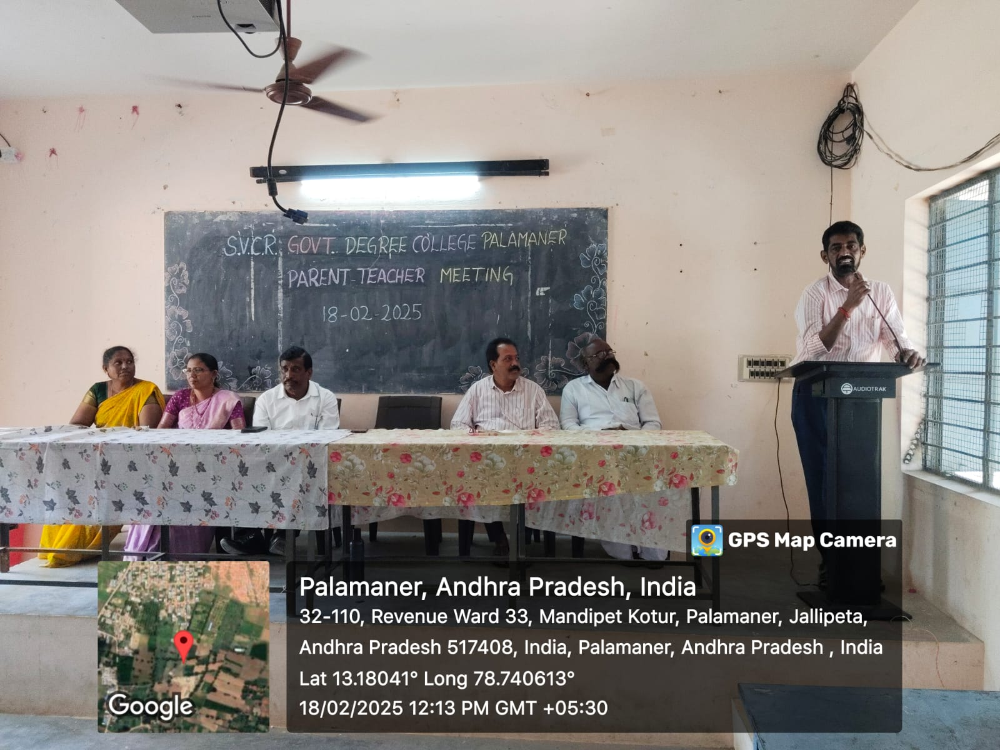 S.V.C.R. GOVT. DEGREE COLLEGE PALAMANER
PARENT-TEACHER MEETING
18-02-2025
AUDIOTRAK
GPS Map Camera
Palamaner, Andhra Pradesh, India
32-110, Revenue Ward 33, Mandipet Kotur, Palamaner, Jallipeta,
Andhra Pradesh 517408, India, Palamaner, Andhra Pradesh , India
Lat 13.18041° Long 78.740613°
18/02/2025 12:13 PM GMT +05:30
Google